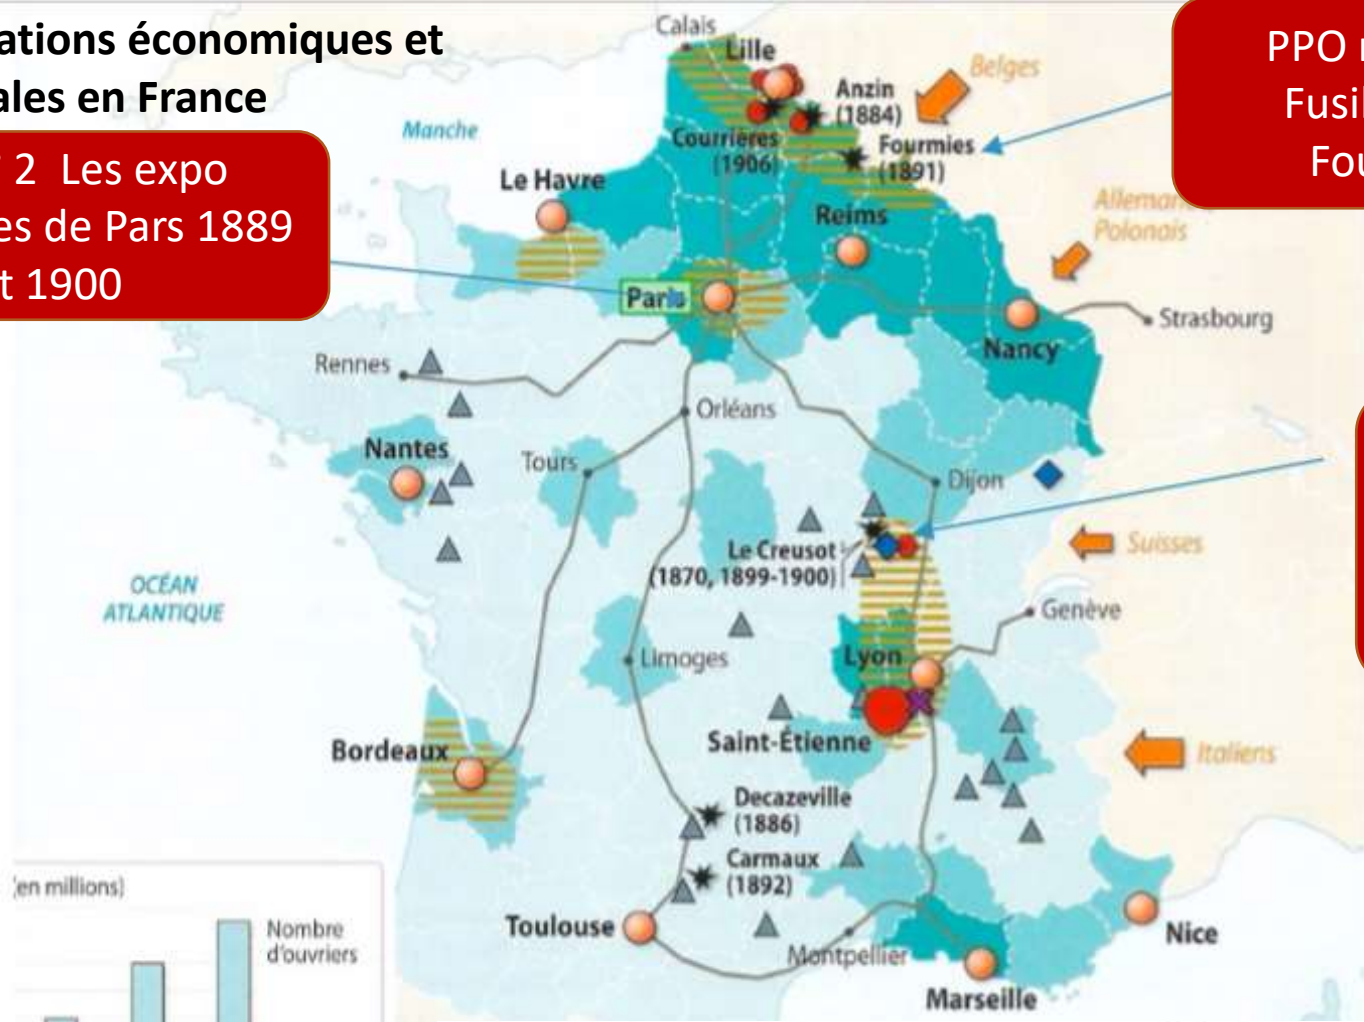 ations économiques et
ales en France
2 Les expo
es de Pars 1889
t 1900
PPO
Fusil
Fou
Calais
Lille
Belges
Anzin
(1884)
Manche
Courrières
(1906)
Fourmies
(1891)
Le Havre
Reims
Polonais
Paris
Strasbourg
Nancy
Rennes
Orléans
Nantes
Tours
Dijon
Le Creusot
(1870, 1899-1900)
Suisses
OCÉAN
ATLANTIQUE
Genève
Limoges
Lyon
Saint-Étienne
Italiens
Bordeaux
Decazeville
(1886)
Carmaux
(1892)
(en millions)
Nombre
d'ouvriers
Toulouse
Montpellier
Nice
Marseille